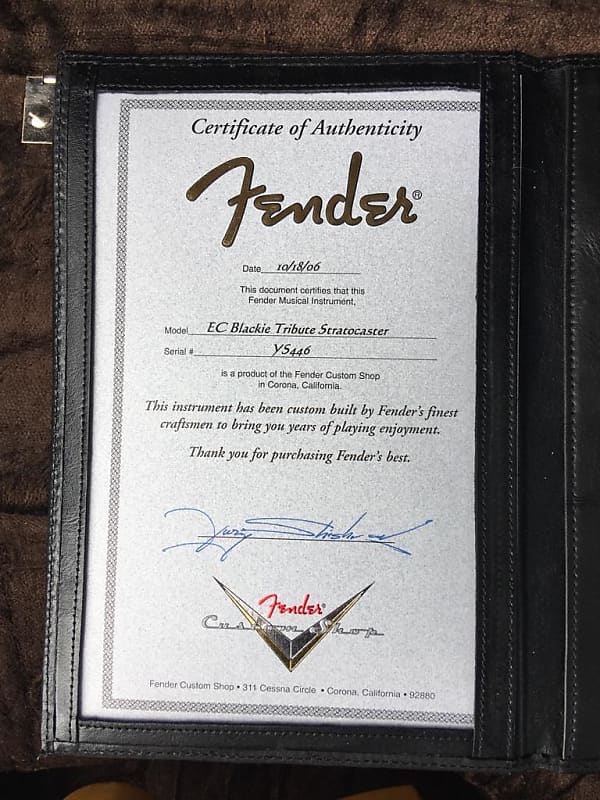 Certificate of Authenticity
Fender®
Date 10/18/06
This document certifies that this
Fender Musical Instrument,
Model EC Blackie Tribute Stratocaster
Serial # YS446
is a product of the Fender Custom Shop
in Corona, California.
This instrument has been custom built by Fender's finest
craftsmen to bring you years of playing enjoyment.
Thank you for purchasing Fender's best.
Fender®
Custom Shop
Fender Custom Shop • 311 Cessna Circle • Corona, California • 92880